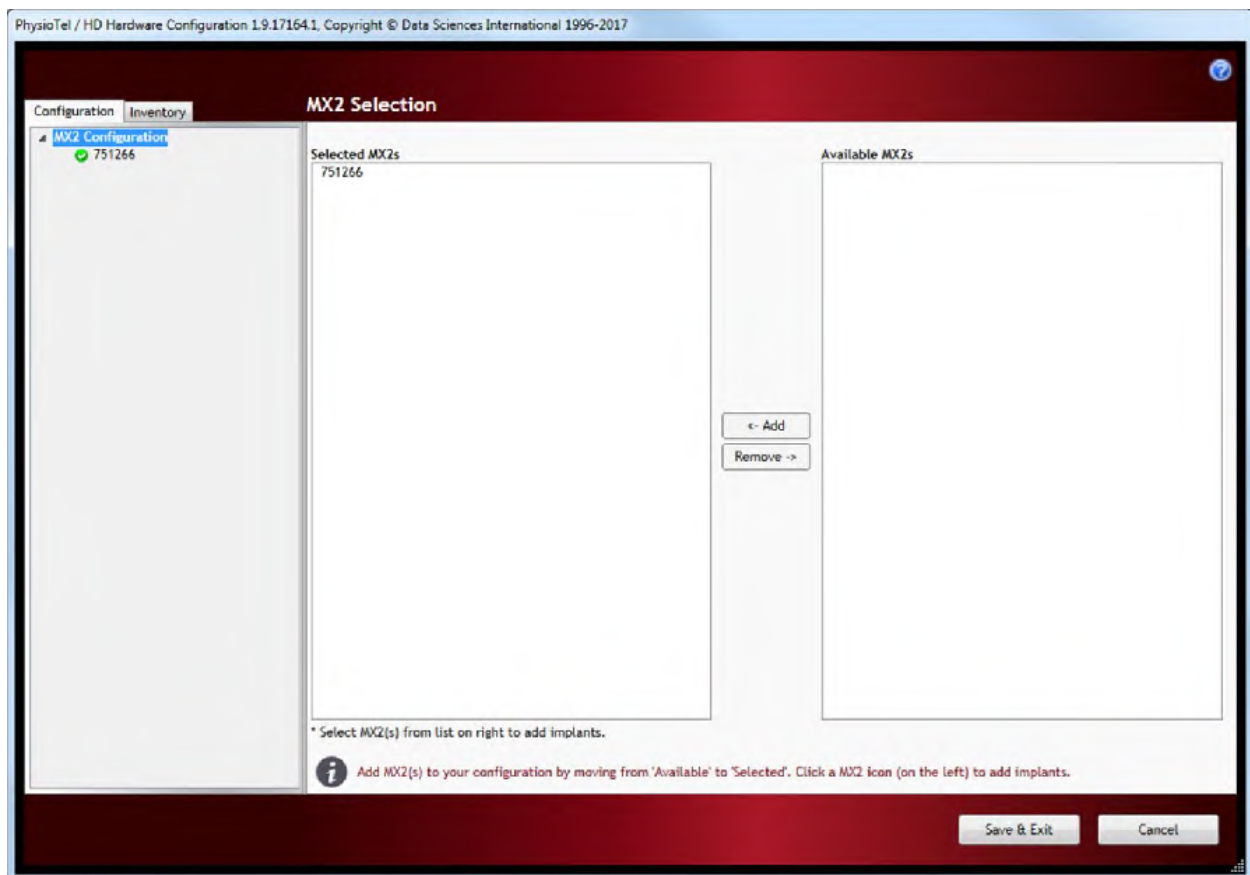 PhysioTel / HD Hardware Configuration 1.9.17164.1, Copyright © Data Sciences International 1996-2017
?
Configuration Inventory
MX2 Selection
MX2 Configuration
751266
Selected MX2s
751266
Available MX2s
<- Add
Remove ->
* Select MX2(s) from list on right to add implants.
i
Add MX2(s) to your configuration by moving from 'Available' to 'Selected'. Click a MX2 icon (on the left) to add implants.
Save & Exit
Cancel